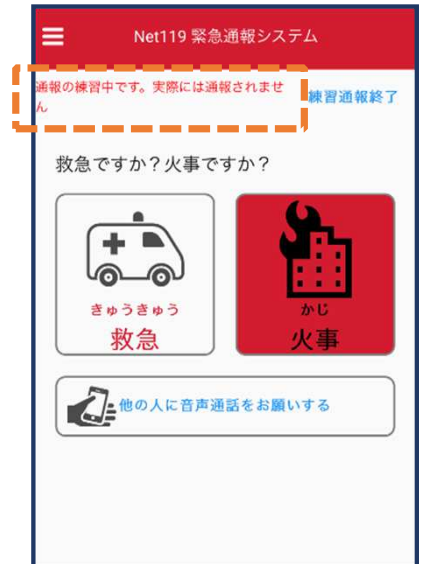 Net119 緊急通報システム
通報の練習中です。実際には通報されませ
ん
練習通報終了
救急ですか？火事ですか？
きゅうきゅう
救急
かじ
火事
他の人に音声通話をお願いする